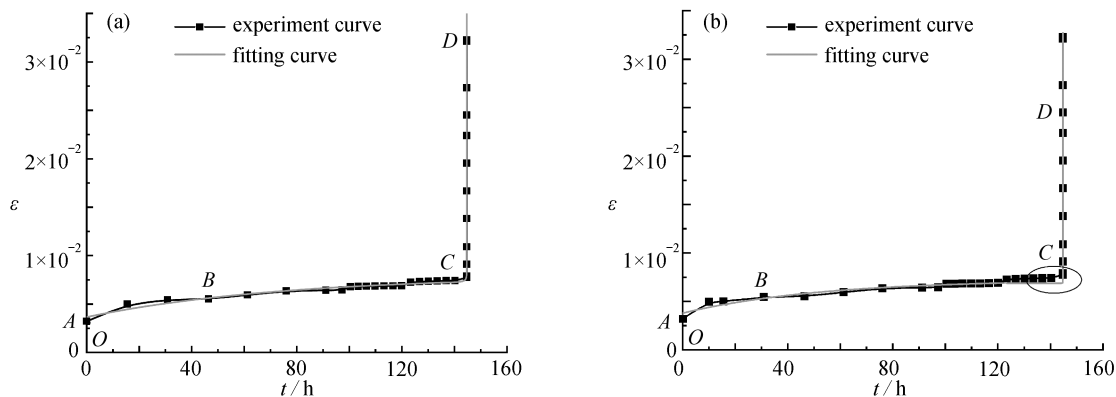 (a)
experiment curve
fitting curve
D
3×10⁻²
2×10⁻²
ε
1×10⁻²
B
C
A
O
0
0 40 80 120 160
t / h
(b)
experiment curve
fitting curve
3×10⁻²
D
2×10⁻²
ε
C
1×10⁻²
B
A
O
0
0 40 80 120 160
t / h